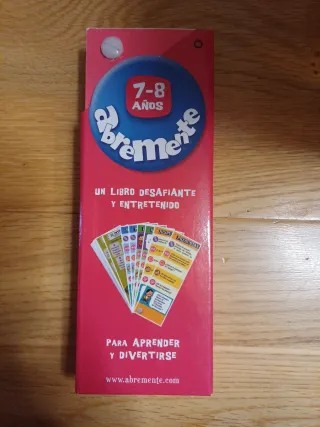 7-8
AÑOS
abremente
UN LIBRO DESAFIANTE
Y ENTRETENIDO
PARA APRENDER
Y DIVERTIRSE
www.abremente.com